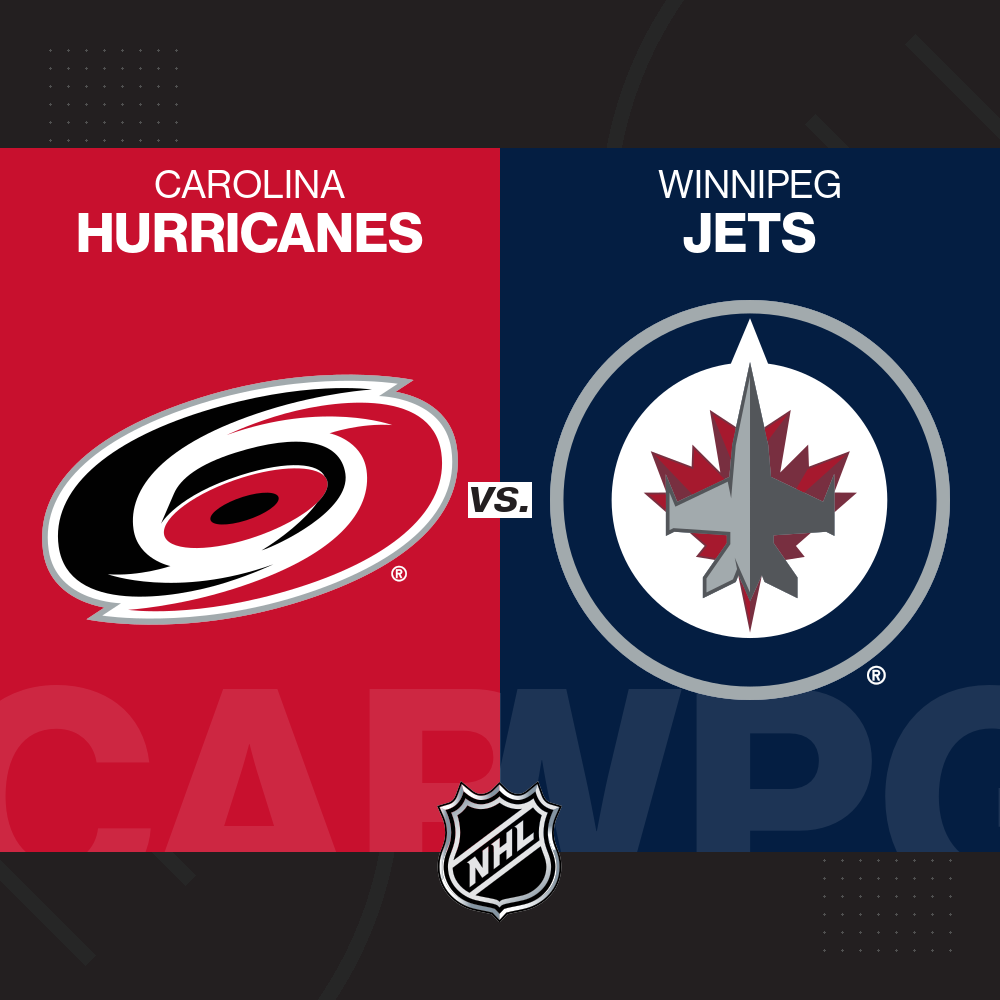 CAROLINA
HURRICANES
WINNIPEG
JETS
VS.
®
®
CAR
WPG
NHL